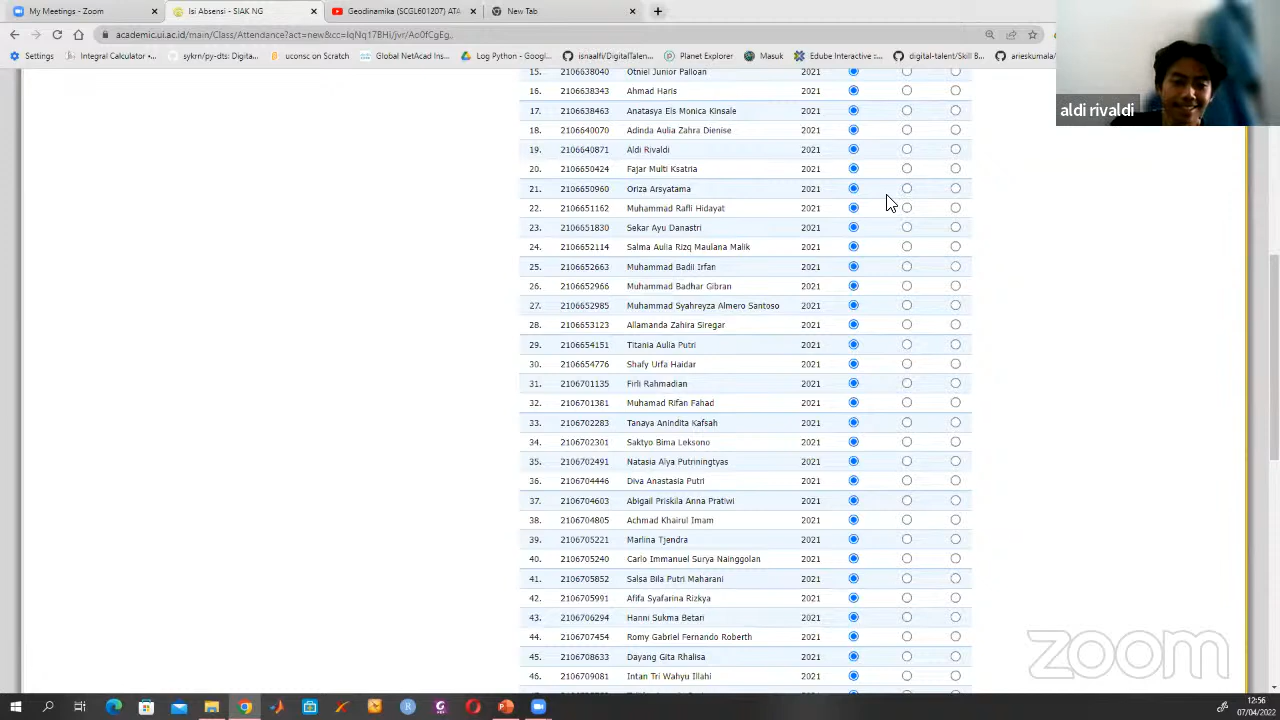 My Meetings - Zoom
Isi Absensi - SIAK NG
Geodinamika (SCGL601207) ATA
New Tab
academic.ui.ac.id/main/Class/Attendance?act=new&cc=
Settings
Integral Calculator -...
sykrn/py-dts: Digita...
ucsnc on Scratch
Global NetAcad Ins...
Log Python - Googl...
isnaalf/DigitalTalen...
Planet Explorer
Masuk
Edube Interactive :...
digital-talent/Skill B...
arieskumala/
aldi rivaldi
15. 2106638040 Otniel Junior Palloan 2021
16. 2106638343 Ahmad Haris 2021
17. 2106638463 Anatasya Els Monica Kinsale 2021
18. 2106640070 Adinda Aulia Zahra Dienise 2021
19. 2106640871 Aldi Rivaldi 2021
20. 2106650424 Fajar Multi Ksatria 2021
21. 2106650960 Oriza Arsyatama 2021
22. 2106651162 Muhammad Rafli Hidayat 2021
23. 2106651830 Sekar Ayu Danastri 2021
24. 2106652114 Salma Aulia Rizq Maulana Malik 2021
25. 2106652663 Muhammad Badil Irfan 2021
26. 2106652966 Muhammad Badhar Gibran 2021
27. 2106652985 Muhammad Syahreyza Almero Santoso 2021
28. 2106653123 Allamanda Zahira Siregar 2021
29. 2106654151 Titania Aulia Putri 2021
30. 2106654776 Shafy Urfa Haidar 2021
31. 2106701135 Firli Rahmadian 2021
32. 2106701381 Muhamad Rifan Fahad 2021
33. 2106702283 Tanaya Anindita Kafsah 2021
34. 2106702301 Saktyo Bima Leksono 2021
35. 2106702491 Natasia Alya Putriningtyas 2021
36. 2106704446 Diva Anastasia Putri 2021
37. 2106704603 Abigail Priskila Anna Pratiwi 2021
38. 2106704805 Achmad Khairul Imam 2021
39. 2106705221 Marlina Tjendra 2021
40. 2106705240 Carlo Immanuel Surya Nainggolan 2021
41. 2106705852 Salsa Bila Putri Maharani 2021
42. 2106705991 Afifa Syafarina Rizkya 2021
43. 2106706294 Hanni Sukma Betari 2021
44. 2106707454 Romy Gabriel Fernando Roberth 2021
45. 2106708633 Dayang Gita Rhalisa 2021
46. 2106709081 Intan Tri Wahyu Illahi 2021
zoom
12:56
07/04/2022